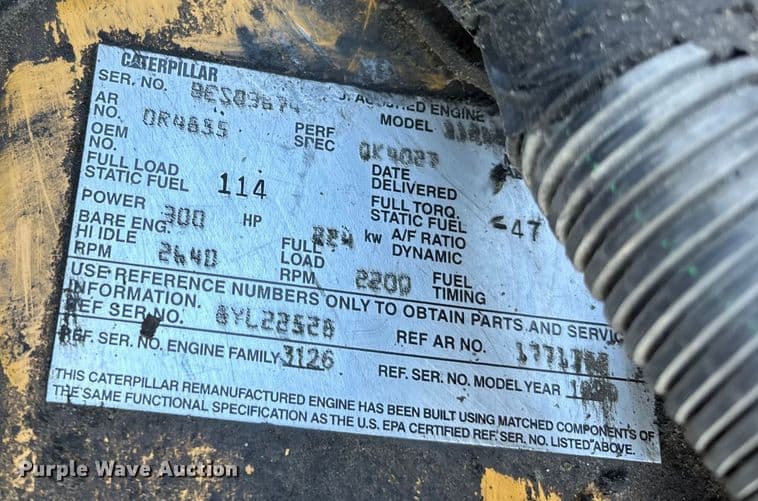 CATERPILLAR
SER. NO. ENGINE
AR NO. 0R4835 PERF SPEC 0K4027 MODEL
OEM NO. DATE DELIVERED
FULL LOAD STATIC FUEL 114 FULL TORQ. STATIC FUEL -47
POWER BARE ENG. 300 HP 224 kw A/F RATIO DYNAMIC
HI IDLE RPM 2640 FULL LOAD RPM 2200 FUEL TIMING
USE REFERENCE NUMBERS ONLY TO OBTAIN PARTS AND
INFORMATION.
REF SER. NO. REF AR NO.
REF. SER. NO. ENGINE FAMILY 3126 REF. SER. NO. MODEL YEAR
THIS CATERPILLAR REMANUFACTURED ENGINE HAS BEEN BUILT USING MATCHED COMPONENTS OF
THE SAME FUNCTIONAL SPECIFICATION AS THE U.S. EPA CERTIFIED REF. SER. NO. LISTED ABOVE.
Purple Wave Auction